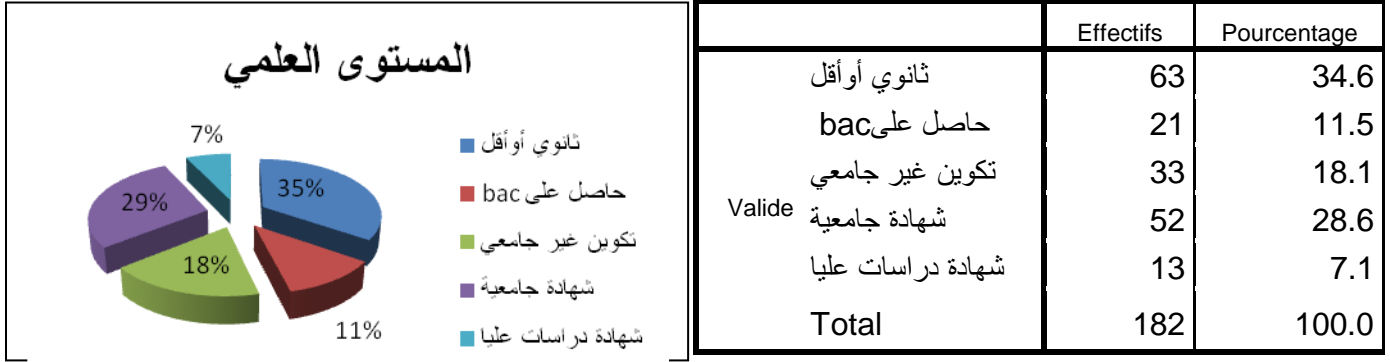 المستوى العلمي
7%
35%
29%
18%
11%
ثانوي أوأقل
حاصل على bac
تكوين غير جامعي
شهادة جامعية
شهادة دراسات عليا
Effectifs Pourcentage
ثانوي أوأقل 63 34.6
حاصل علىbac 21 11.5
تكوين غير جامعي 33 18.1
Valide شهادة جامعية 52 28.6
شهادة دراسات عليا 13 7.1
Total 182 100.0